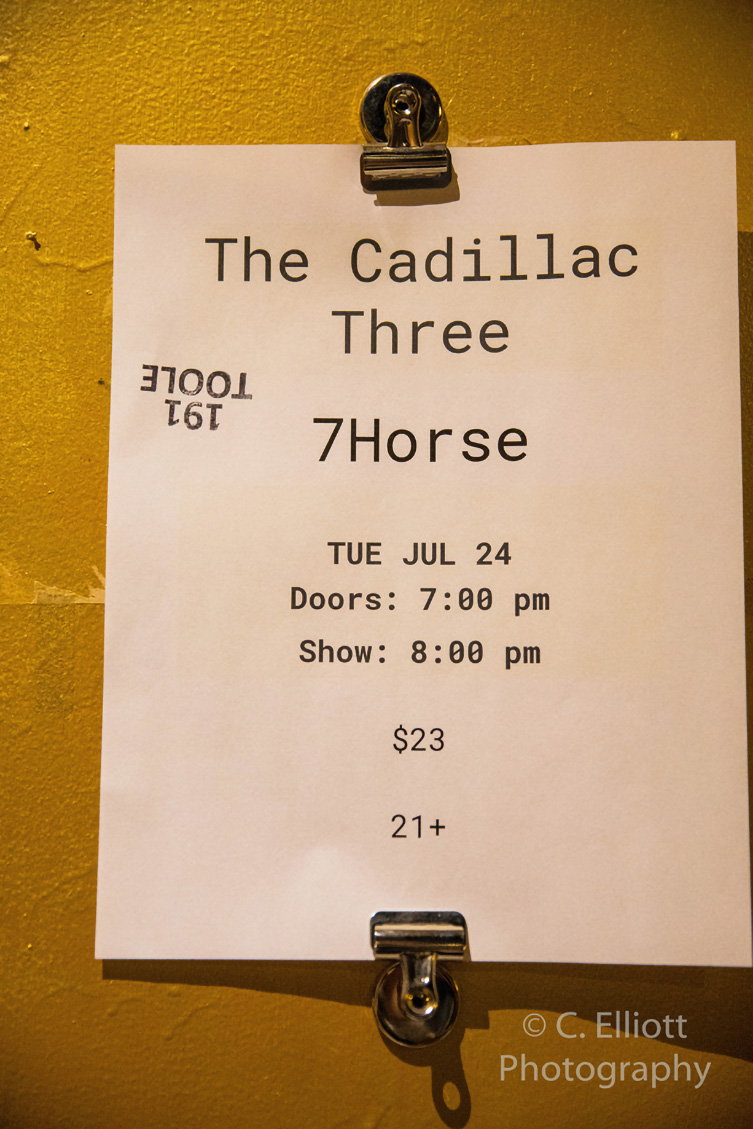 The Cadillac
Three
191
TOOLE
7Horse
TUE JUL 24
Doors: 7:00 pm
Show: 8:00 pm
$23
21+
© C. Elliott
Photography